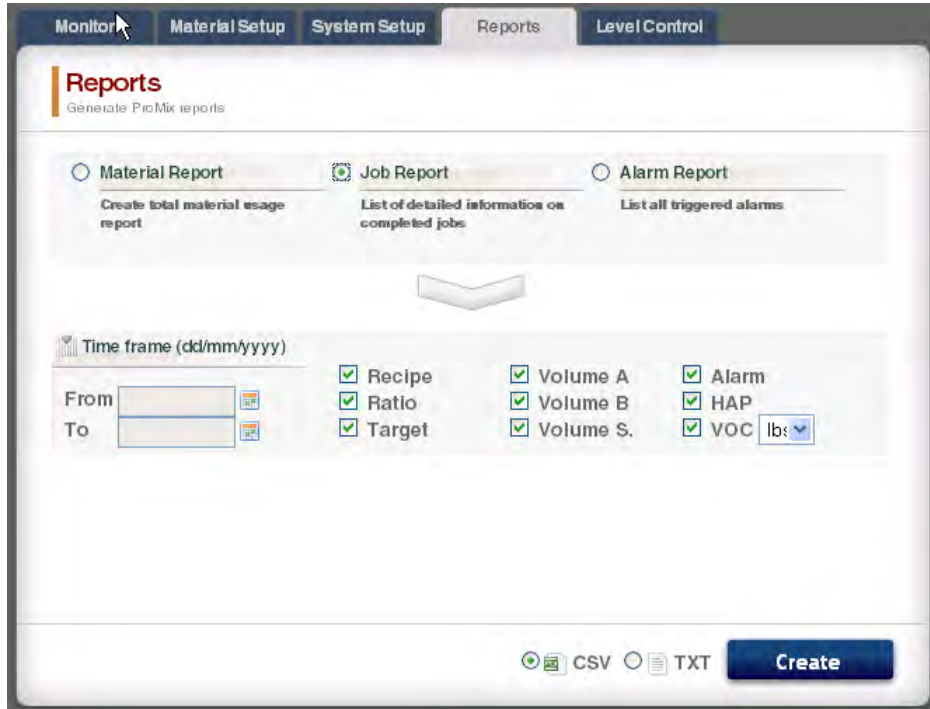 Monitor Material Setup System Setup Reports Level Control
Reports
Generate ProMix reports
Material Report Job Report Alarm Report
Create total material usage List of detailed information on List all triggered alarms
report completed jobs
Time frame (dd/mm/yyyy)
Recipe Volume A Alarm
From Ratio Volume B HAP
To Target Volume S. VOC lbs
CSV TXT Create